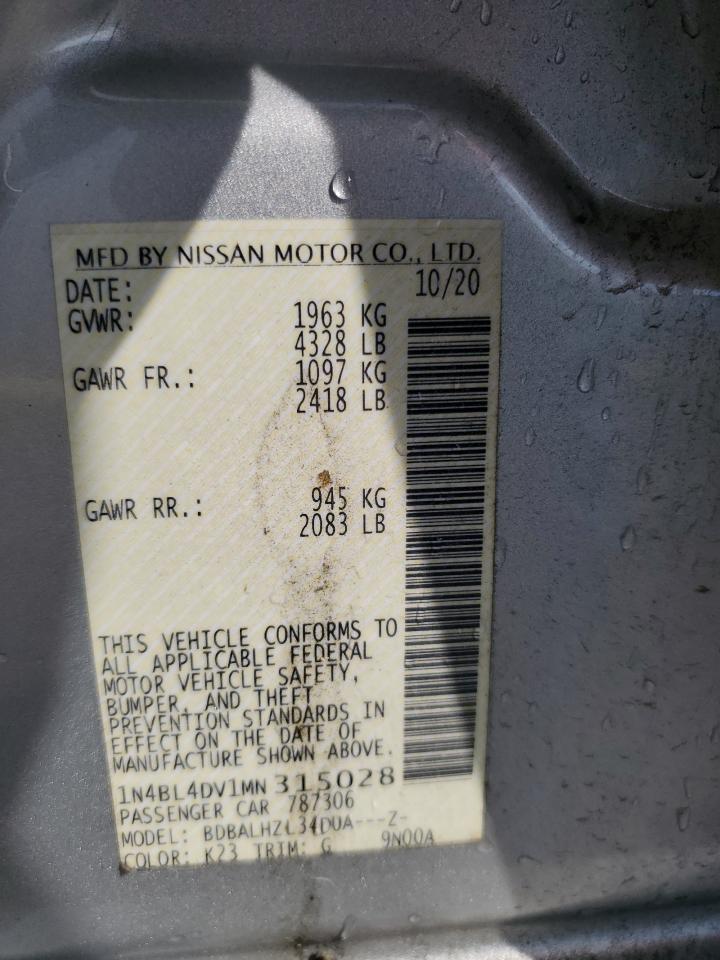 MFD BY NISSAN MOTOR CO., LTD.
DATE: 10/20
GVWR: 1963 KG
4328 LB
GAWR FR.: 1097 KG
2418 LB
GAWR RR.: 945 KG
2083 LB
THIS VEHICLE CONFORMS TO
ALL APPLICABLE FEDERAL
MOTOR VEHICLE SAFETY,
BUMPER, AND THEFT
PREVENTION STANDARDS IN
EFFECT ON THE DATE OF
MANUFACTURE SHOWN ABOVE.
1N4BL4DV1MN 315028
PASSENGER CAR 787306
MODEL: BDBALHZL34DUA---Z-
COLOR: K23 TRIM: G 9N00A